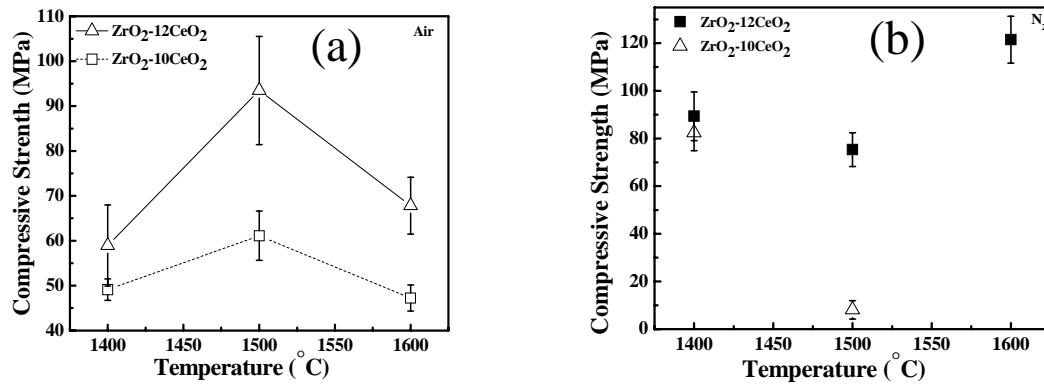 110
100
90
80
70
60
50
40
Compressive Strenth (MPa)
ZrO2-12CeO2
ZrO2-10CeO2
(a)
Air
1400 1450 1500 1550 1600
Temperature (°C)
120
100
80
60
40
20
0
Compressive Strength (MPa)
ZrO2-12CeO2
ZrO2-10CeO2
(b)
N2
1400 1450 1500 1550 1600
Temperature (°C)